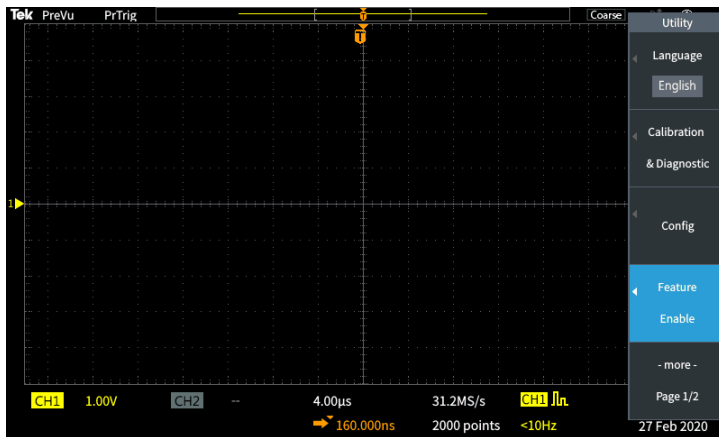 Tek PreVu PrTrig Coarse
T
T
Utility
Language
English
Calibration
& Diagnostic
Config
Feature
Enable
- more -
Page 1/2
1
CH1 1.00V CH2 -- 4.00µs 31.2MS/s CH1
160.000ns 2000 points <10Hz 27 Feb 2020